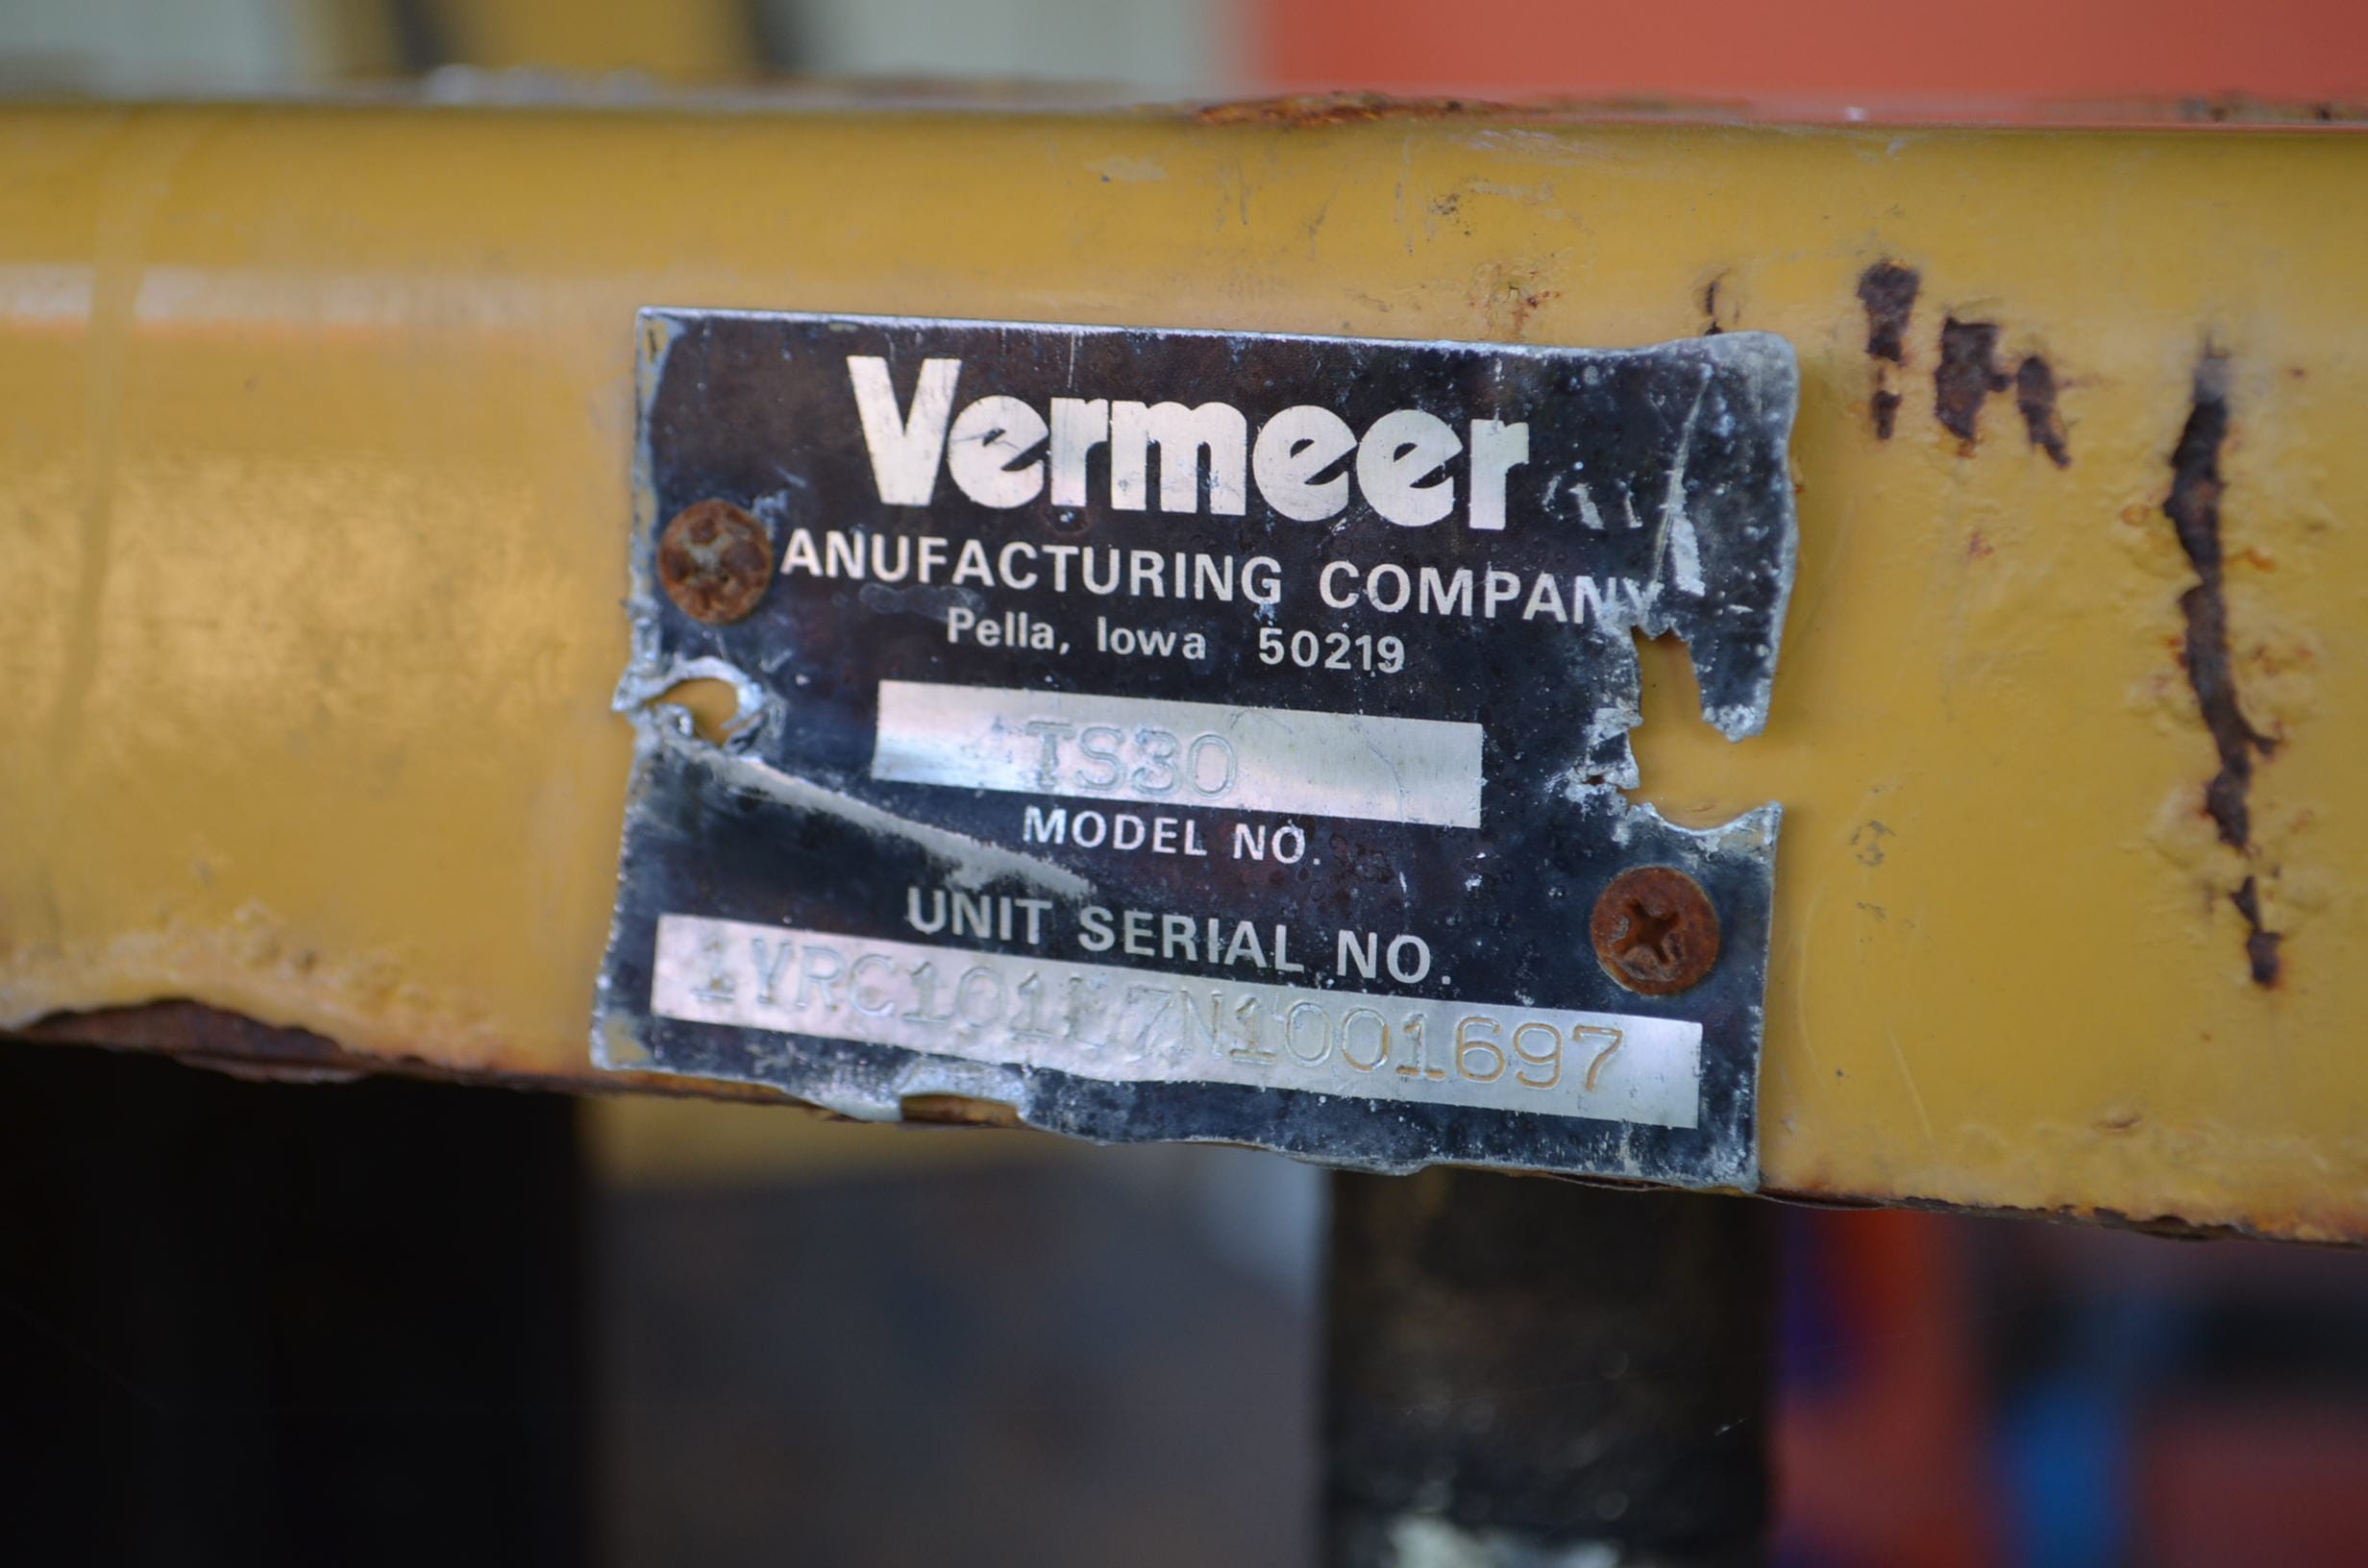 Vermeer
ANUFACTURING COMPANY
Pella, Iowa 50219
TS30
MODEL NO.
UNIT SERIAL NO.